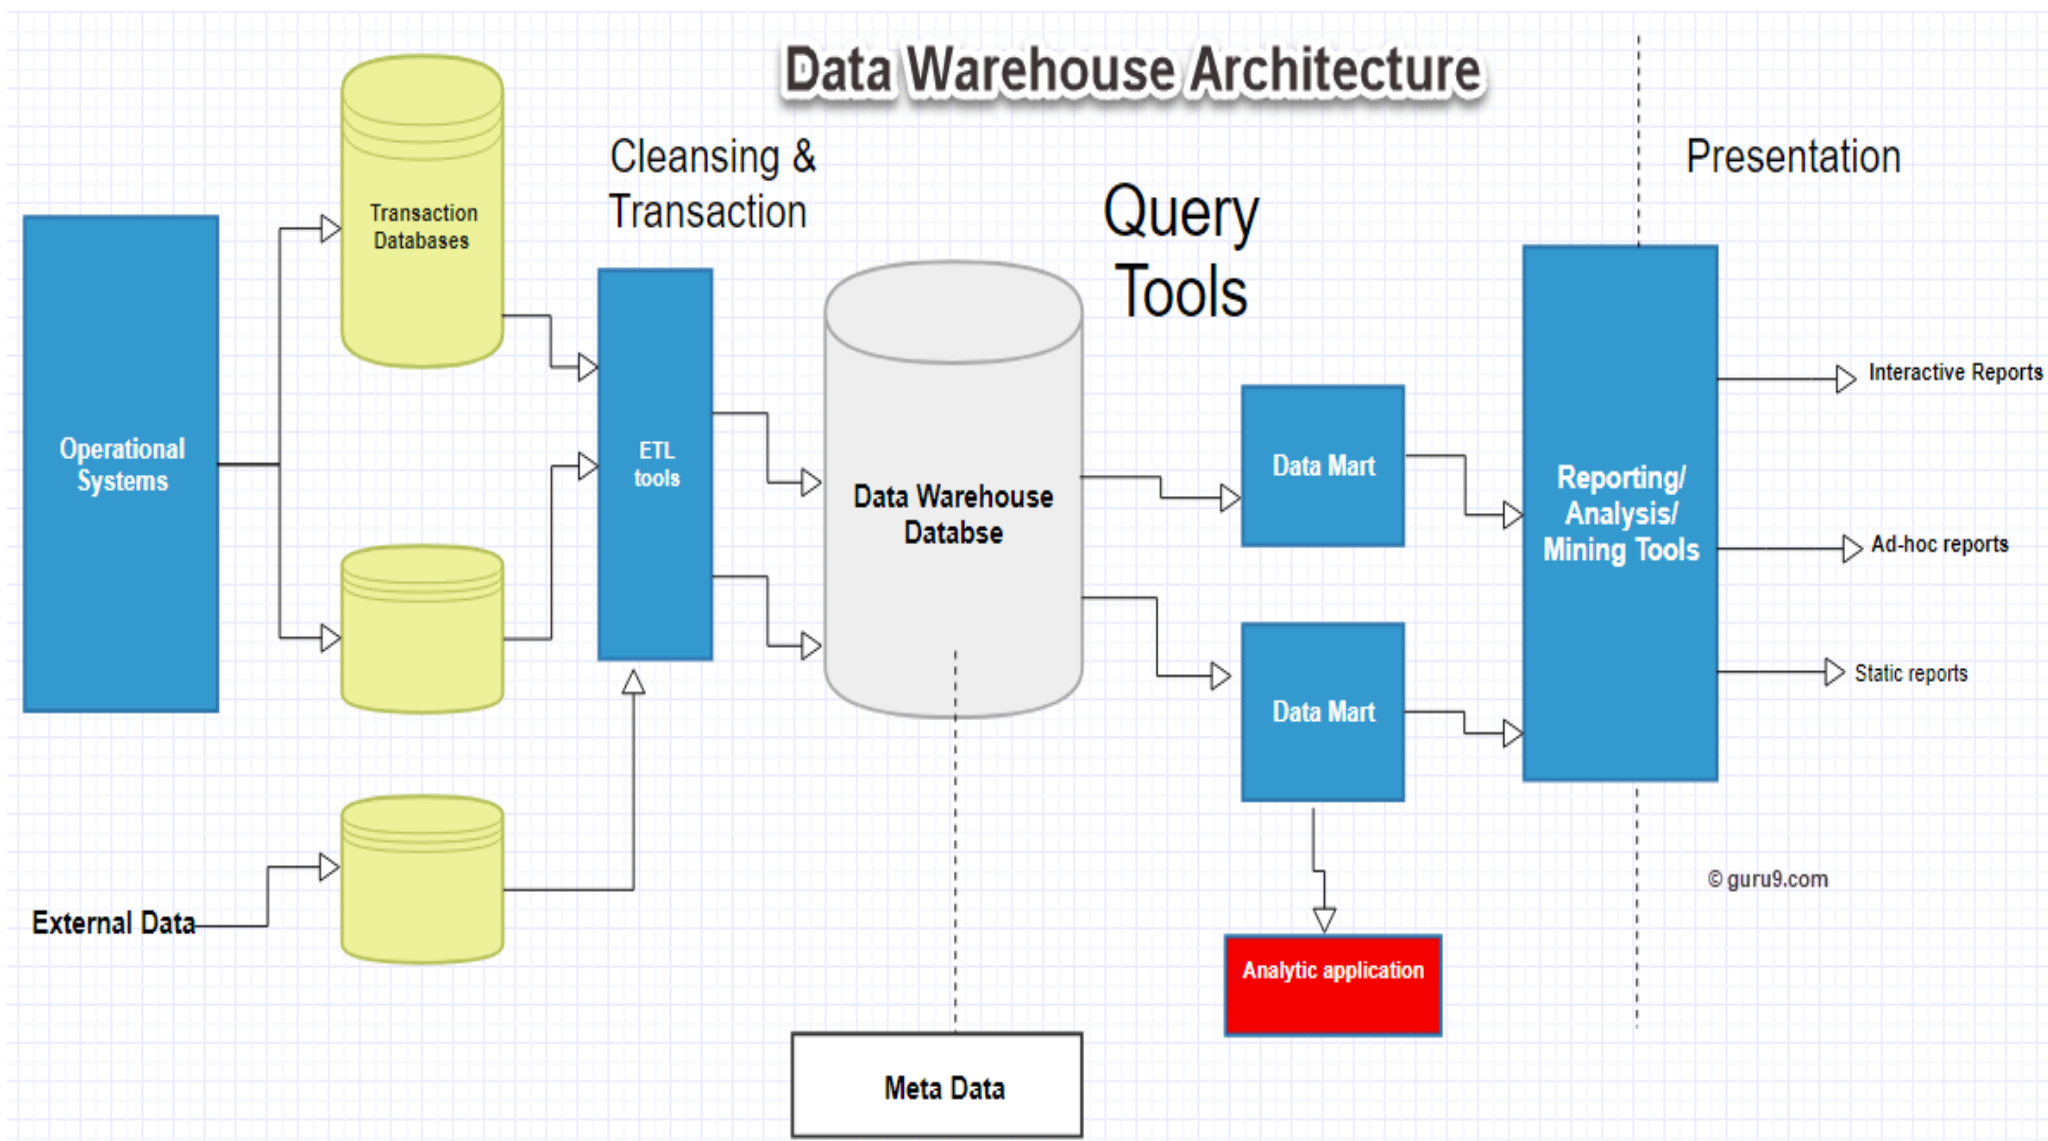 Data Warehouse Architecture
Cleansing &
Transaction
Presentation
Query
Tools
Transaction
Databases
Operational
Systems
ETL
tools
Data Warehouse
Databse
Data Mart
Data Mart
Reporting/
Analysis/
Mining Tools
Interactive Reports
Ad-hoc reports
Static reports
External Data
© guru9.com
Analytic application
Meta Data